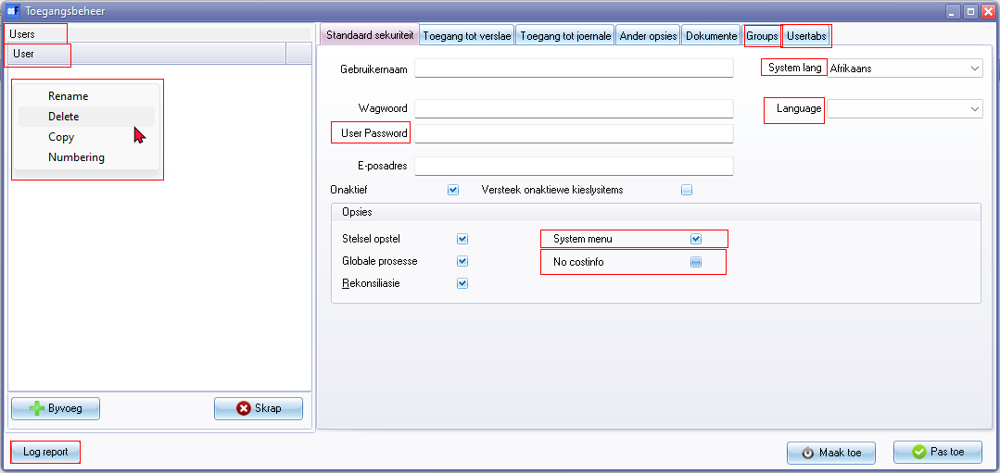 Toegangsbeheer
Users
User
Rename
Delete
Copy
Numbering
Byvoeg
Skrap
Log report
Standaard sekuriteit
Toegang tot verslae
Toegang tot joernale
Ander opsies
Dokumente
Groups
Usertabs
Gebruikernaam
System lang
Afrikaans
Wagwoord
Language
User Password
E-posadres
Onaktief
Versteek onaktiewe kieslysitems
Opsies
Stelsel opstel
System menu
Globale prosesse
No costinfo
Rekonsiliasie
Maak toe
Pas toe